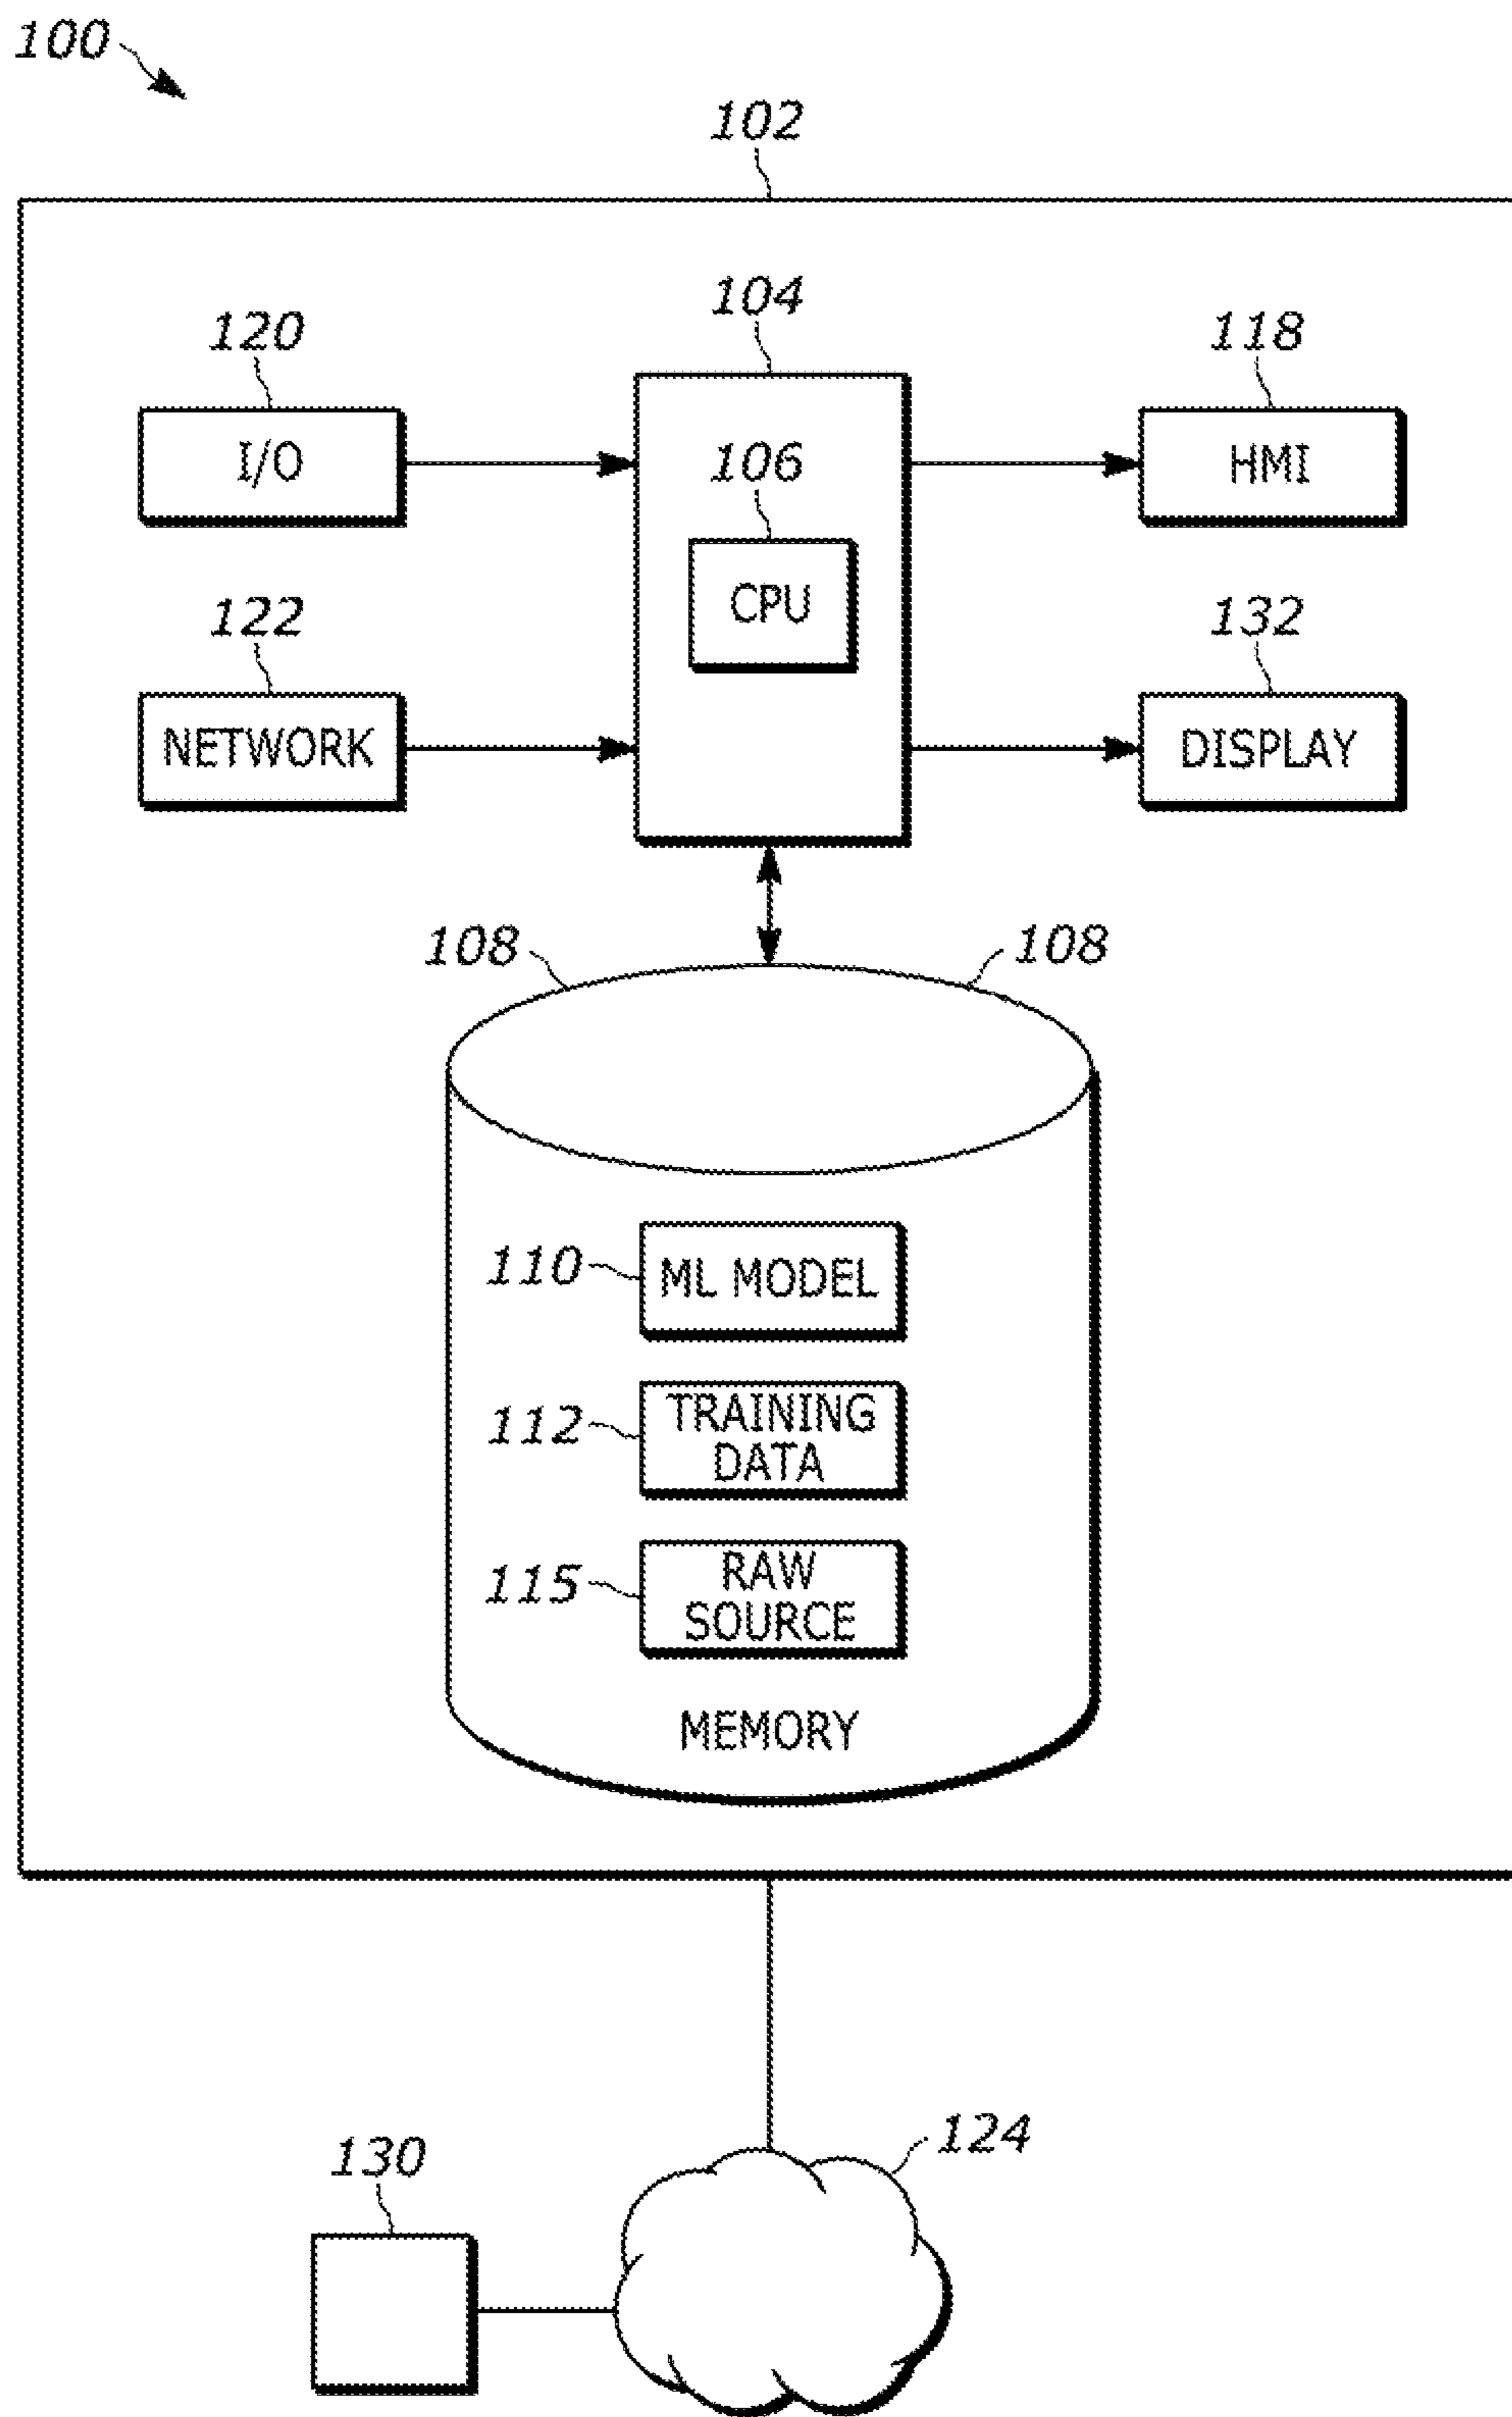 100
102
104
120
118
I/O
106
HMI
CPU
122
132
NETWORK
DISPLAY
108
108
110
ML MODEL
112
TRAINING
DATA
115
RAW
SOURCE
MEMORY
124
130